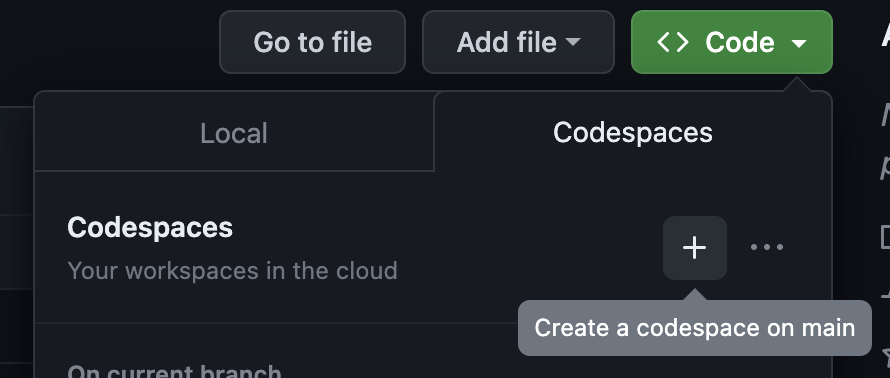 Go to file
Add file
<> Code
Local
Codespaces
Codespaces
Your workspaces in the cloud
Create a codespace on main
On current branch